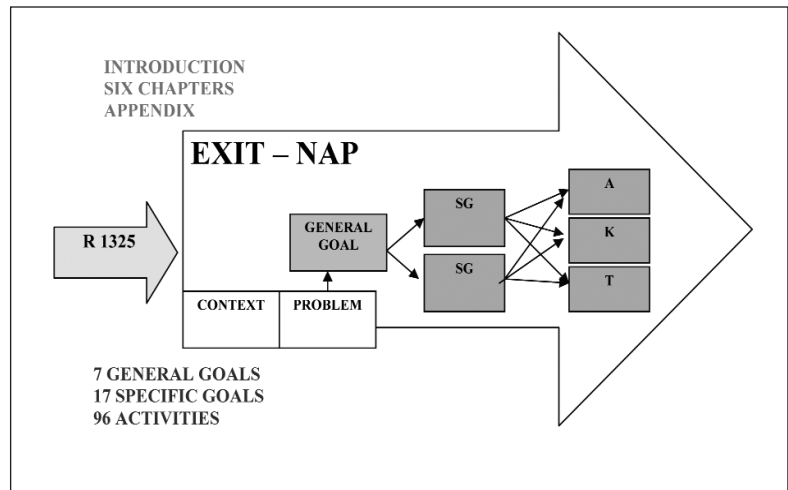 INTRODUCTION
SIX CHAPTERS
APPENDIX
EXIT – NAP
R 1325
GENERAL
GOAL
SG
SG
A
K
T
CONTEXT
PROBLEM
7 GENERAL GOALS
17 SPECIFIC GOALS
96 ACTIVITIES